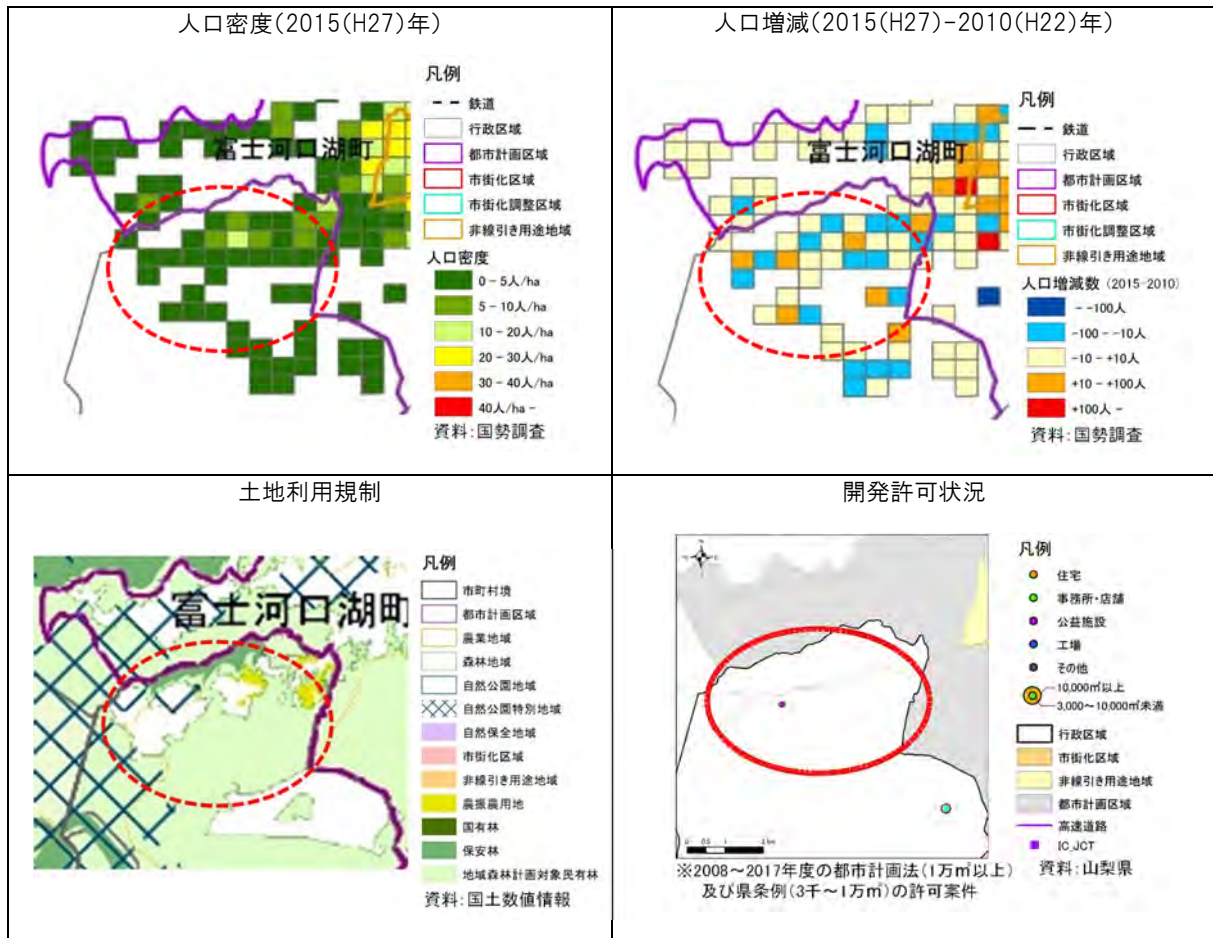 人口密度(2015(H27)年)
富士河口湖町
凡例
鉄道
行政区域
都市計画区域
市街化区域
市街化調整区域
非線引き用途地域
人口密度
0-5人/ha
5-10人/ha
10-20人/ha
20-30人/ha
30-40人/ha
40人/ha-
資料:国勢調査
人口増減(2015(H27)-2010(H22)年)
富士河口湖町
凡例
鉄道
行政区域
都市計画区域
市街化区域
市街化調整区域
非線引き用途地域
人口増減数 (2015-2010)
--100人
-100--10人
-10-+10人
+10-+100人
+100人-
資料:国勢調査
土地利用規制
富士河口湖町
凡例
市町村境
都市計画区域
農業地域
森林地域
自然公園地域
自然公園特別地域
自然保全地域
市街化区域
非線引き用途地域
農振農用地
国有林
保安林
地域森林計画対象民有林
資料:国土数値情報
開発許可状況
凡例
住宅
事務所・店舗
公益施設
工場
その他
10,000㎡以上
3,000~10,000㎡未満
行政区域
市街化区域
非線引き用途地域
都市計画区域
高速道路
IC_JCT
資料:山梨県
0 0.5 1 2 km
※2008~2017年度の都市計画法(1万㎡以上)
及び県条例(3千~1万㎡)の許可案件